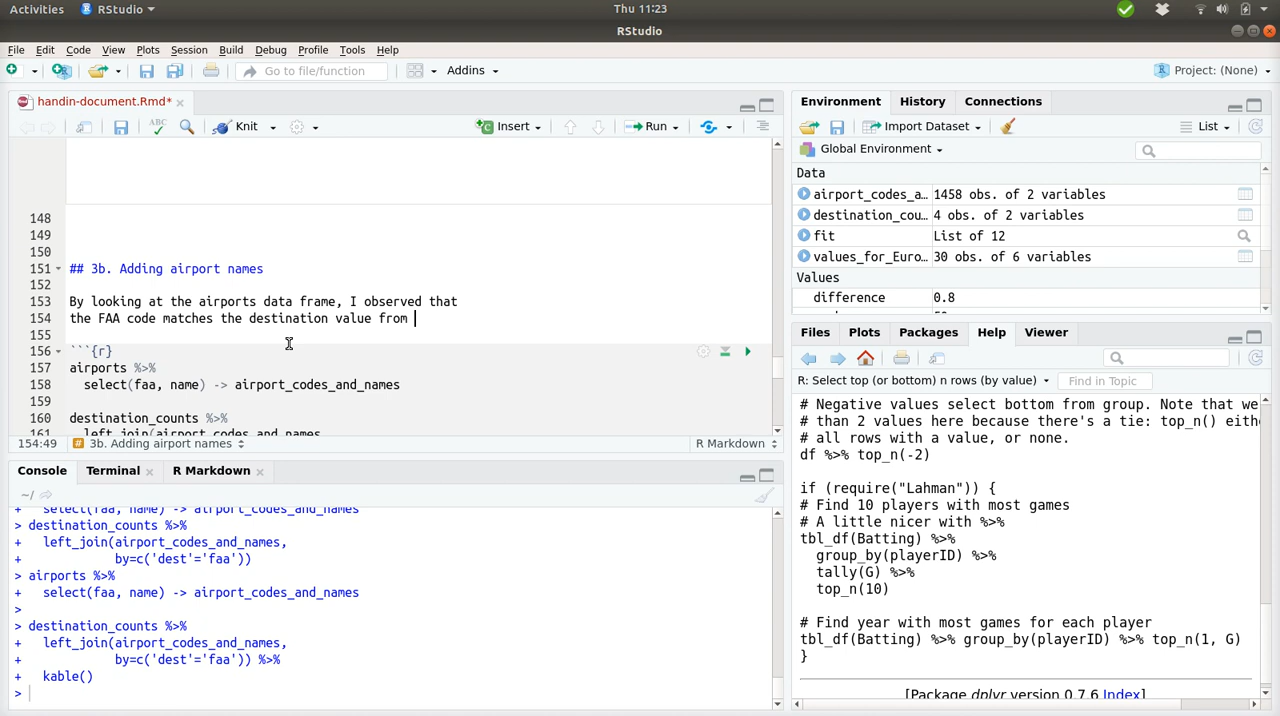 Activities RStudio Thu 11:23
RStudio
File Edit Code View Plots Session Build Debug Profile Tools Help
Go to file/function Addins Project: (None)
handin-document.Rmd*
ABC Knit Insert Run
148
149
150
151 ## 3b. Adding airport names
152
153 By looking at the airports data frame, I observed that
154 the FAA code matches the destination value from
155
156 ```{r}
157 airports %>%
158   select(faa, name) -> airport_codes_and_names
159
160 destination_counts %>%
161   left_join(airport_codes_and_names,
154:49 3b. Adding airport names R Markdown
Console Terminal R Markdown
~/
+   select(faa, name) -> airport_codes_and_names
> destination_counts %>%
+   left_join(airport_codes_and_names,
+            by=c('dest'='faa'))
> airports %>%
+   select(faa, name) -> airport_codes_and_names
>
> destination_counts %>%
+   left_join(airport_codes_and_names,
+            by=c('dest'='faa')) %>%
+   kable()
>
Environment History Connections
Import Dataset List
Global Environment
Data
airport_codes_a… 1458 obs. of 2 variables
destination_cou… 4 obs. of 2 variables
fit List of 12
values_for_Euro… 30 obs. of 6 variables
Values
difference 0.8
Files Plots Packages Help Viewer
R: Select top (or bottom) n rows (by value) Find in Topic
# Negative values select bottom from group. Note that we
# than 2 values here because there's a tie: top_n() eithe
# all rows with a value, or none.
df %>% top_n(-2)
if (require("Lahman")) {
# Find 10 players with most games
# A little nicer with %>%
tbl_df(Batting) %>%
  group_by(playerID) %>%
  tally(G) %>%
  top_n(10)
# Find year with most games for each player
tbl_df(Batting) %>% group_by(playerID) %>% top_n(1, G)
}
[Package dplyr version 0.7.6 Index]